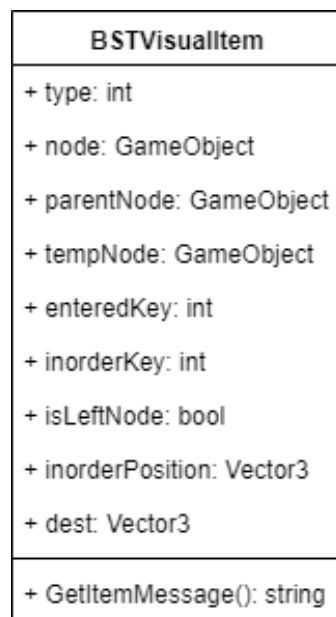 BSTVisualItem
+ type: int
+ node: GameObject
+ parentNode: GameObject
+ tempNode: GameObject
+ enteredKey: int
+ inorderKey: int
+ isLeftNode: bool
+ inorderPosition: Vector3
+ dest: Vector3
+ GetItemMessage(): string